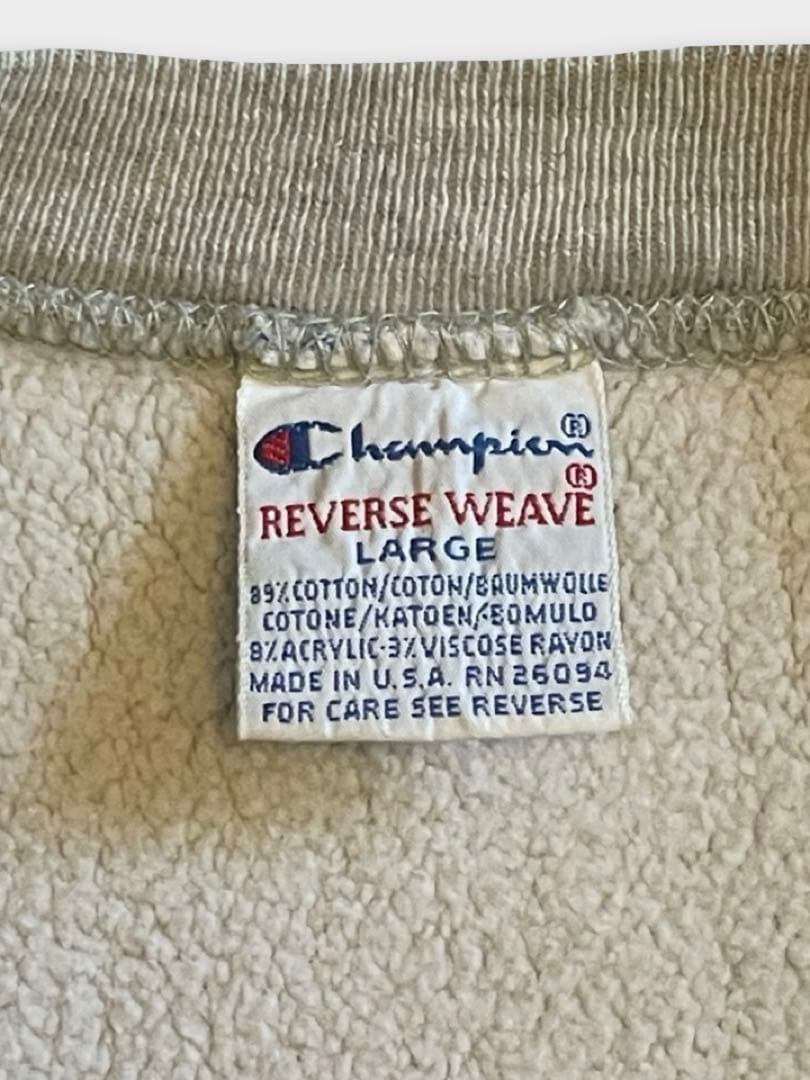 Champion®
REVERSE WEAVE®
LARGE
89% COTTON/COTON/BAUMWOLLE
COTONE/KATOEN/BOMULD
8% ACRYLIC-3% VISCOSE RAYON
MADE IN U.S.A. RN 26094
FOR CARE SEE REVERSE